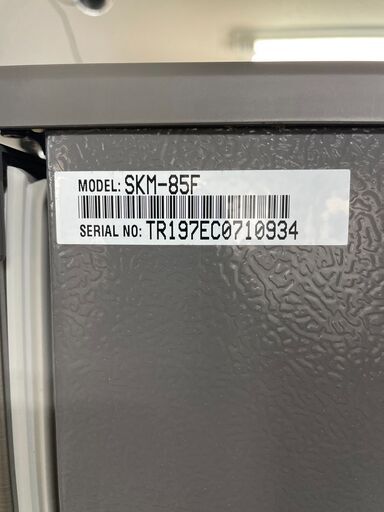 MODEL: SKM-85F
SERIAL NO: TR197EC0710934